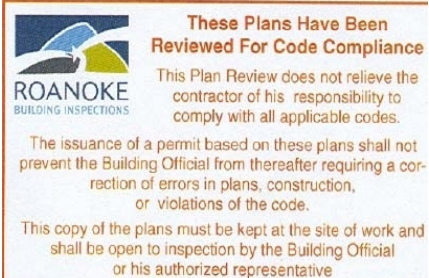 These Plans Have Been
Reviewed For Code Compliance
ROANOKE
BUILDING INSPECTIONS
This Plan Review does not relieve the
contractor of his responsibility to
comply with all applicable codes.
The issuance of a permit based on these plans shall not
prevent the Building Official from thereafter requiring a cor-
rection of errors in plans, construction,
or violations of the code.
This copy of the plans must be kept at the site of work and
shall be open to inspection by the Building Official
or his authorized representative